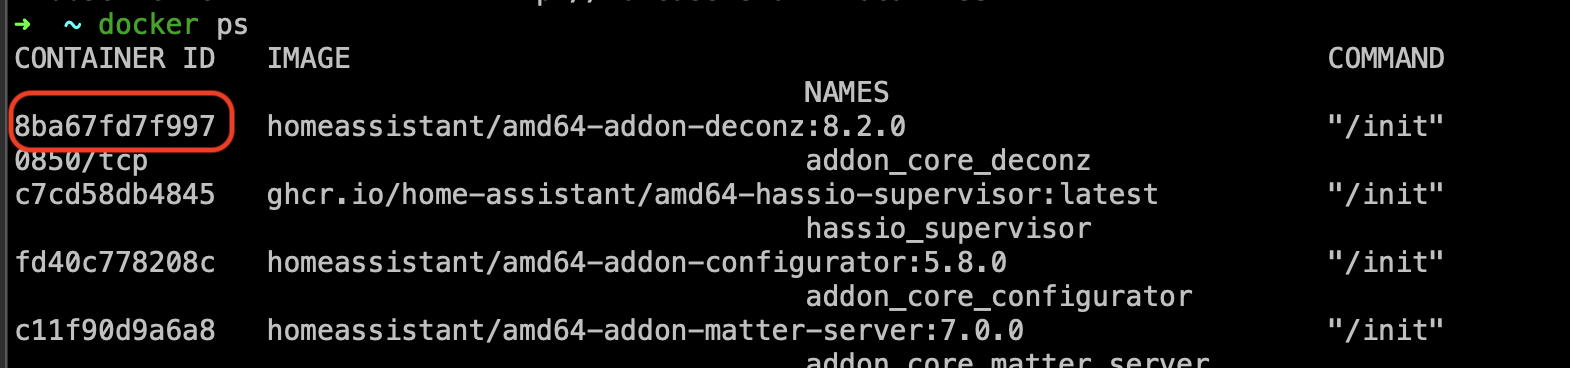 ➜ ~ docker ps
CONTAINER ID IMAGE COMMAND
NAMES
8ba67fd7f997 homeassistant/amd64-addon-deconz:8.2.0 "/init"
0850/tcp addon_core_deconz
c7cd58db4845 ghcr.io/home-assistant/amd64-hassio-supervisor:latest "/init"
hassio_supervisor
fd40c778208c homeassistant/amd64-addon-configurator:5.8.0 "/init"
addon_core_configurator
c11f90d9a6a8 homeassistant/amd64-addon-matter-server:7.0.0 "/init"
addon_core_matter_server